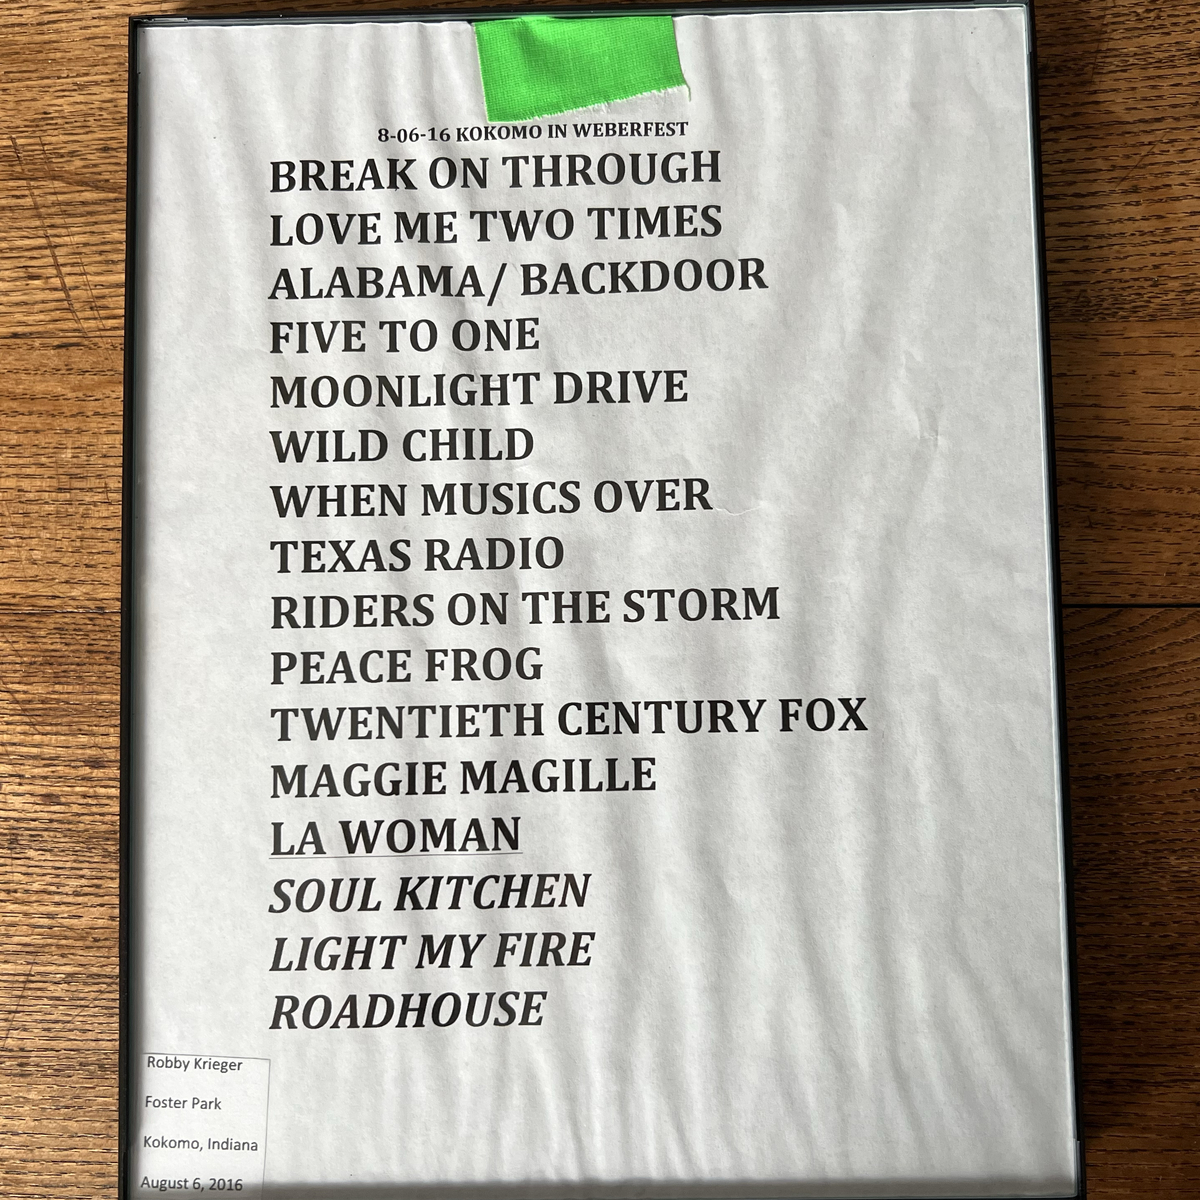 8-06-16 KOKOMO IN WEBERFEST
BREAK ON THROUGH
LOVE ME TWO TIMES
ALABAMA/ BACKDOOR
FIVE TO ONE
MOONLIGHT DRIVE
WILD CHILD
WHEN MUSICS OVER
TEXAS RADIO
RIDERS ON THE STORM
PEACE FROG
TWENTIETH CENTURY FOX
MAGGIE MAGILLE
LA WOMAN
SOUL KITCHEN
LIGHT MY FIRE
ROADHOUSE
Robby Krieger
Foster Park
Kokomo, Indiana
August 6, 2016